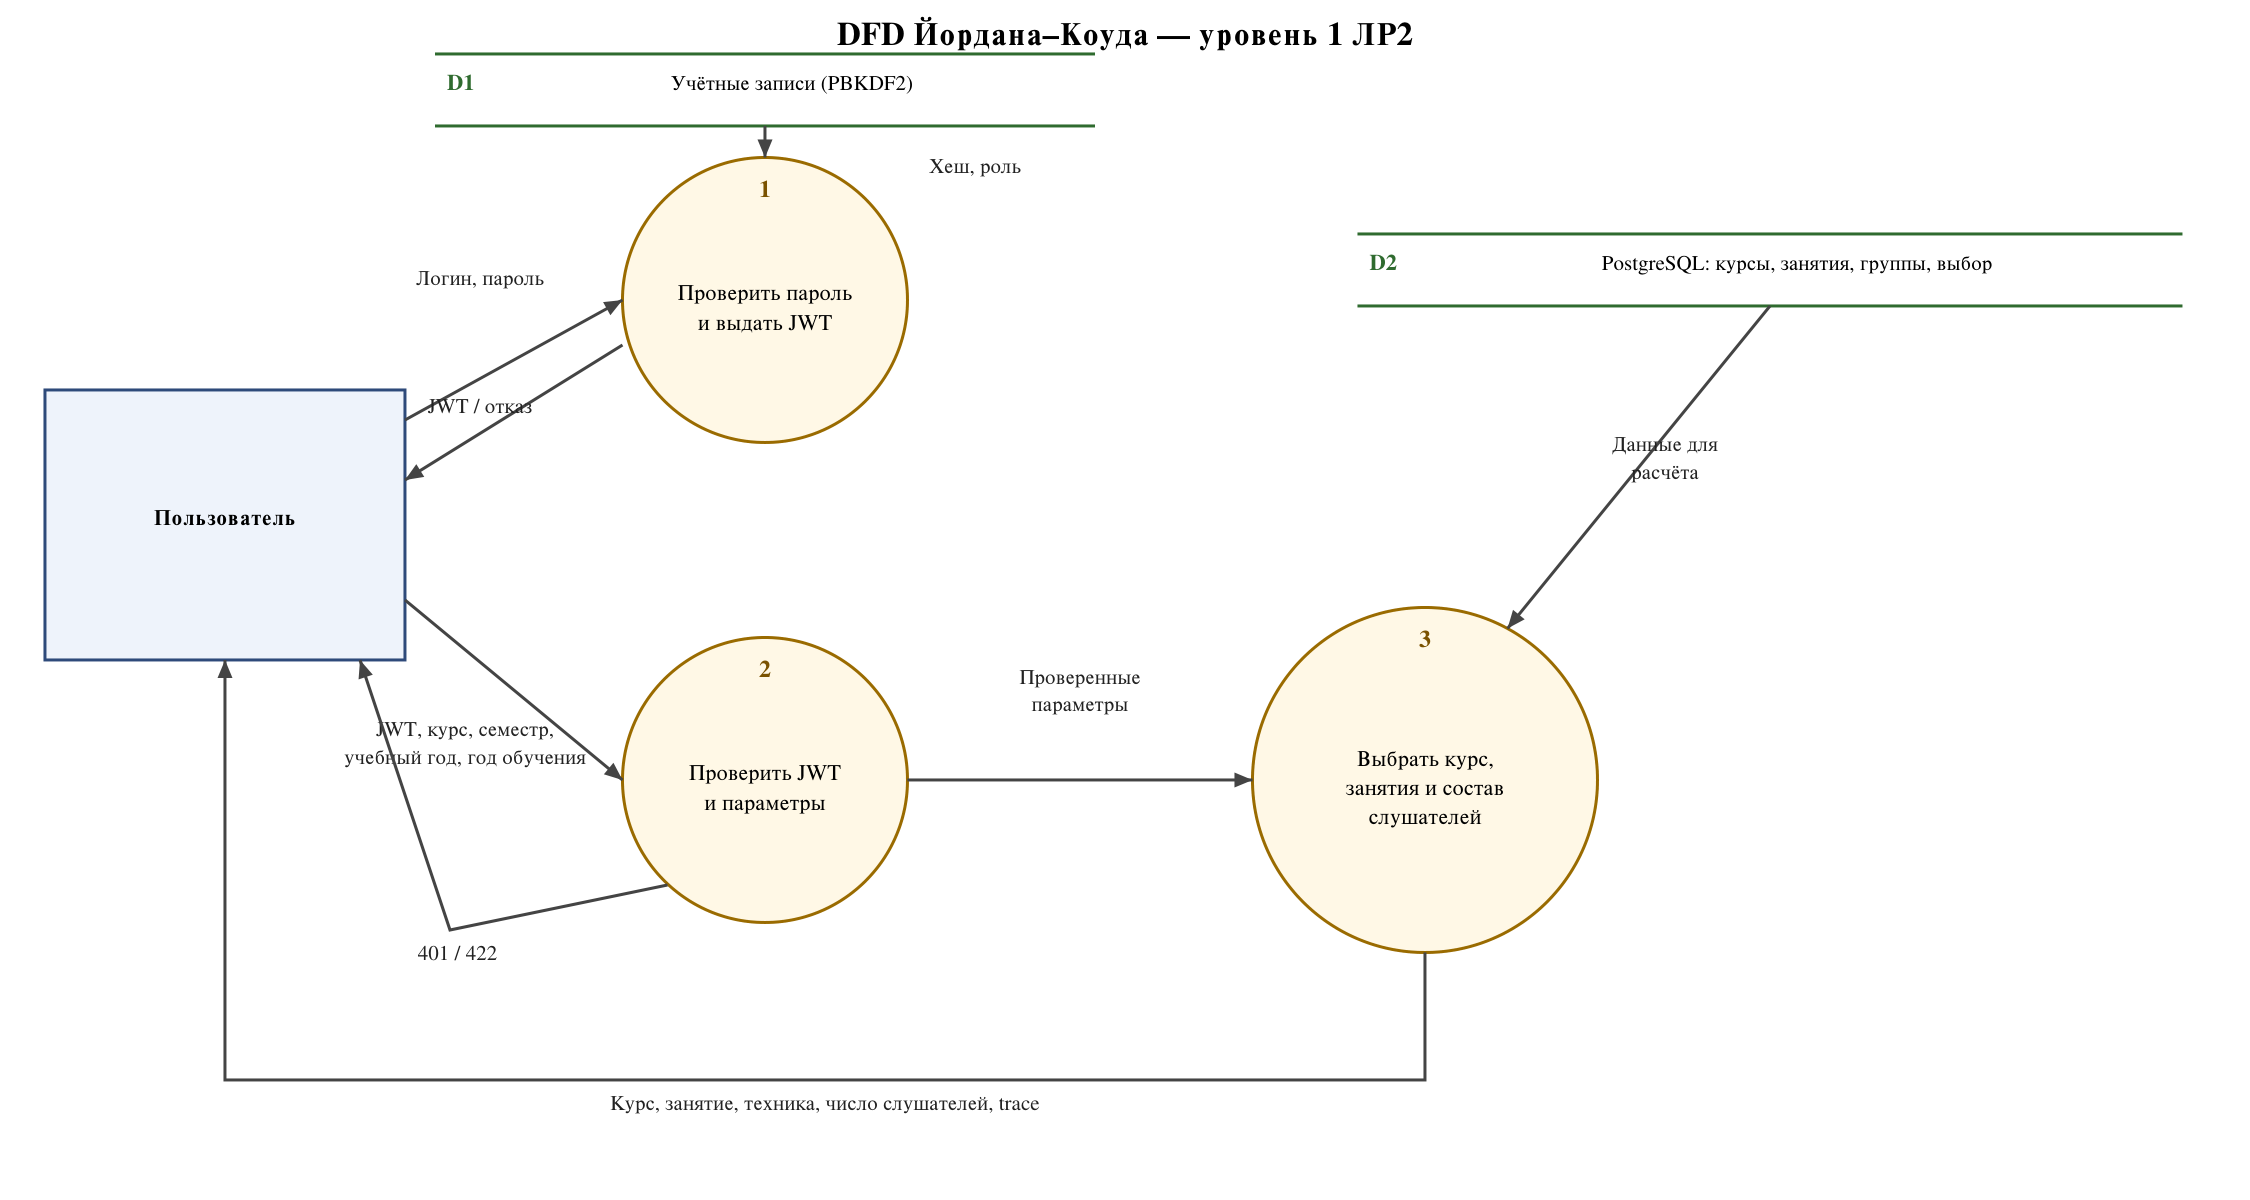 DFD Йордана–Коуда — уровень 1 ЛР2
D1 Учётные записи (PBKDF2)
Хеш, роль
1
Проверить пароль
и выдать JWT
Логин, пароль
JWT / отказ
D2 PostgreSQL: курсы, занятия, группы, выбор
Данные для
расчёта
Пользователь
JWT, курс, семестр,
учебный год, год обучения
2
Проверить JWT
и параметры
Проверенные
параметры
3
Выбрать курс,
занятия и состав
слушателей
401 / 422
Курс, занятие, техника, число слушателей, trace